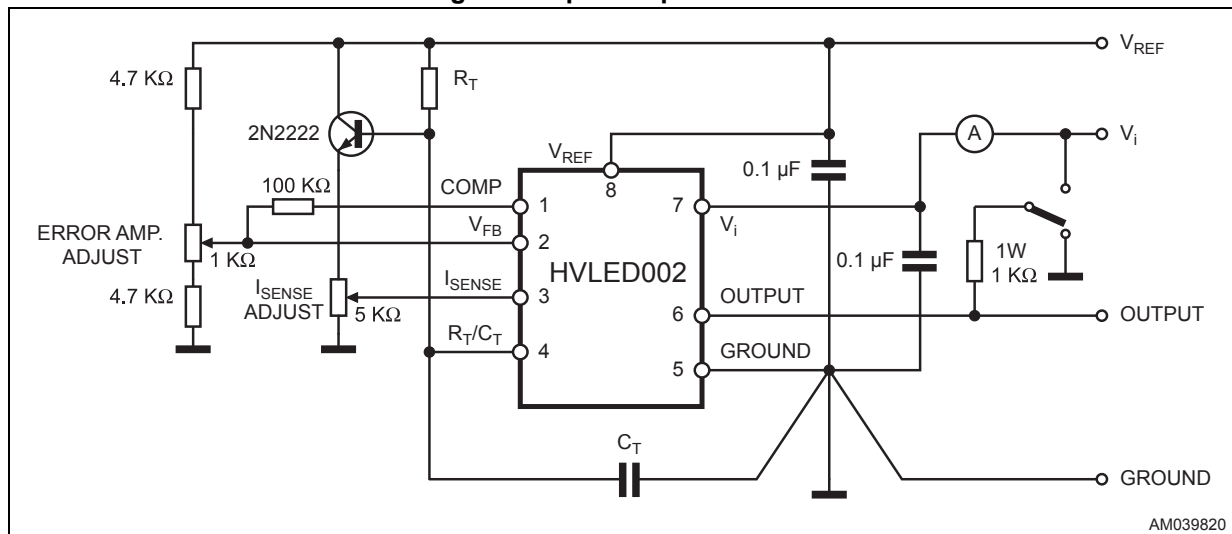 V_REF
4.7 KΩ
R_T
A
V_i
2N2222
V_REF
8
0.1 µF
100 KΩ
COMP
1
7
V_i
ERROR AMP.
ADJUST
1 KΩ
V_FB
2
HVLED002
0.1 µF
1W
1 KΩ
4.7 KΩ
I_SENSE
ADJUST
5 KΩ
I_SENSE
3
OUTPUT
6
OUTPUT
R_T/C_T
4
GROUND
5
C_T
GROUND
AM039820